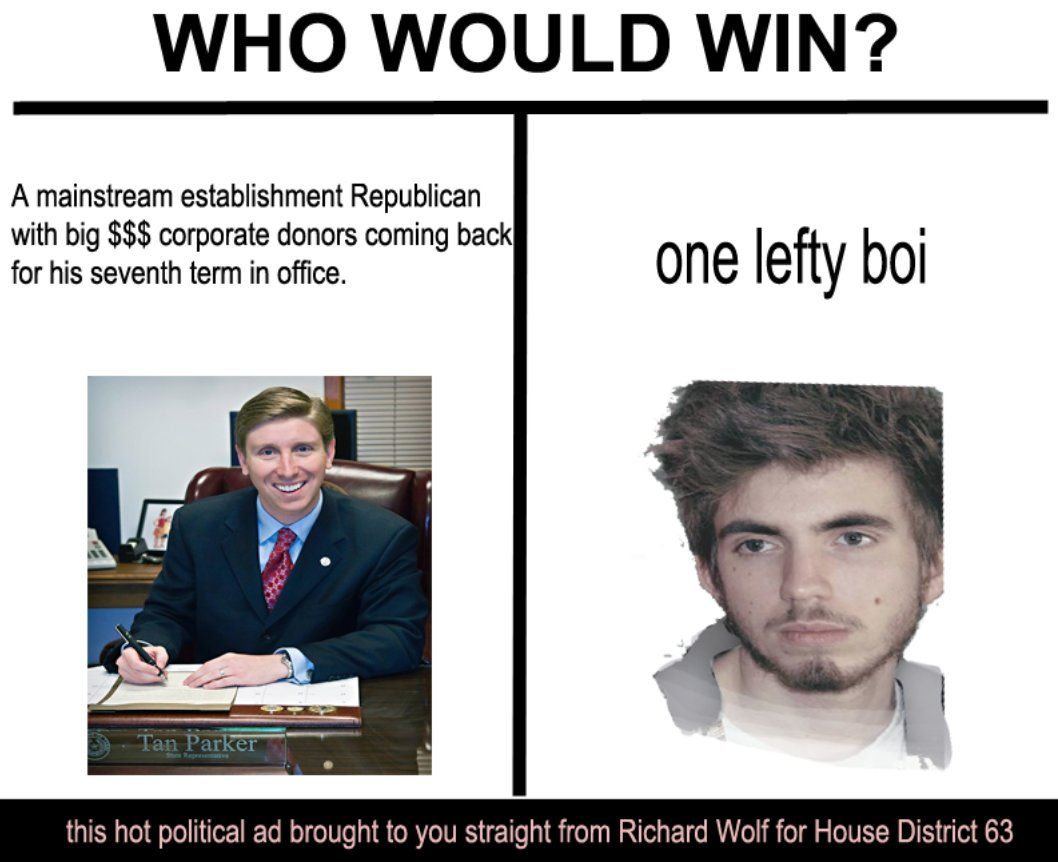 WHO WOULD WIN?
A mainstream establishment Republican
with big $$$ corporate donors coming back
for his seventh term in office.
one lefty boi
Tan Parker
State Representative
this hot political ad brought to you straight from Richard Wolf for House District 63